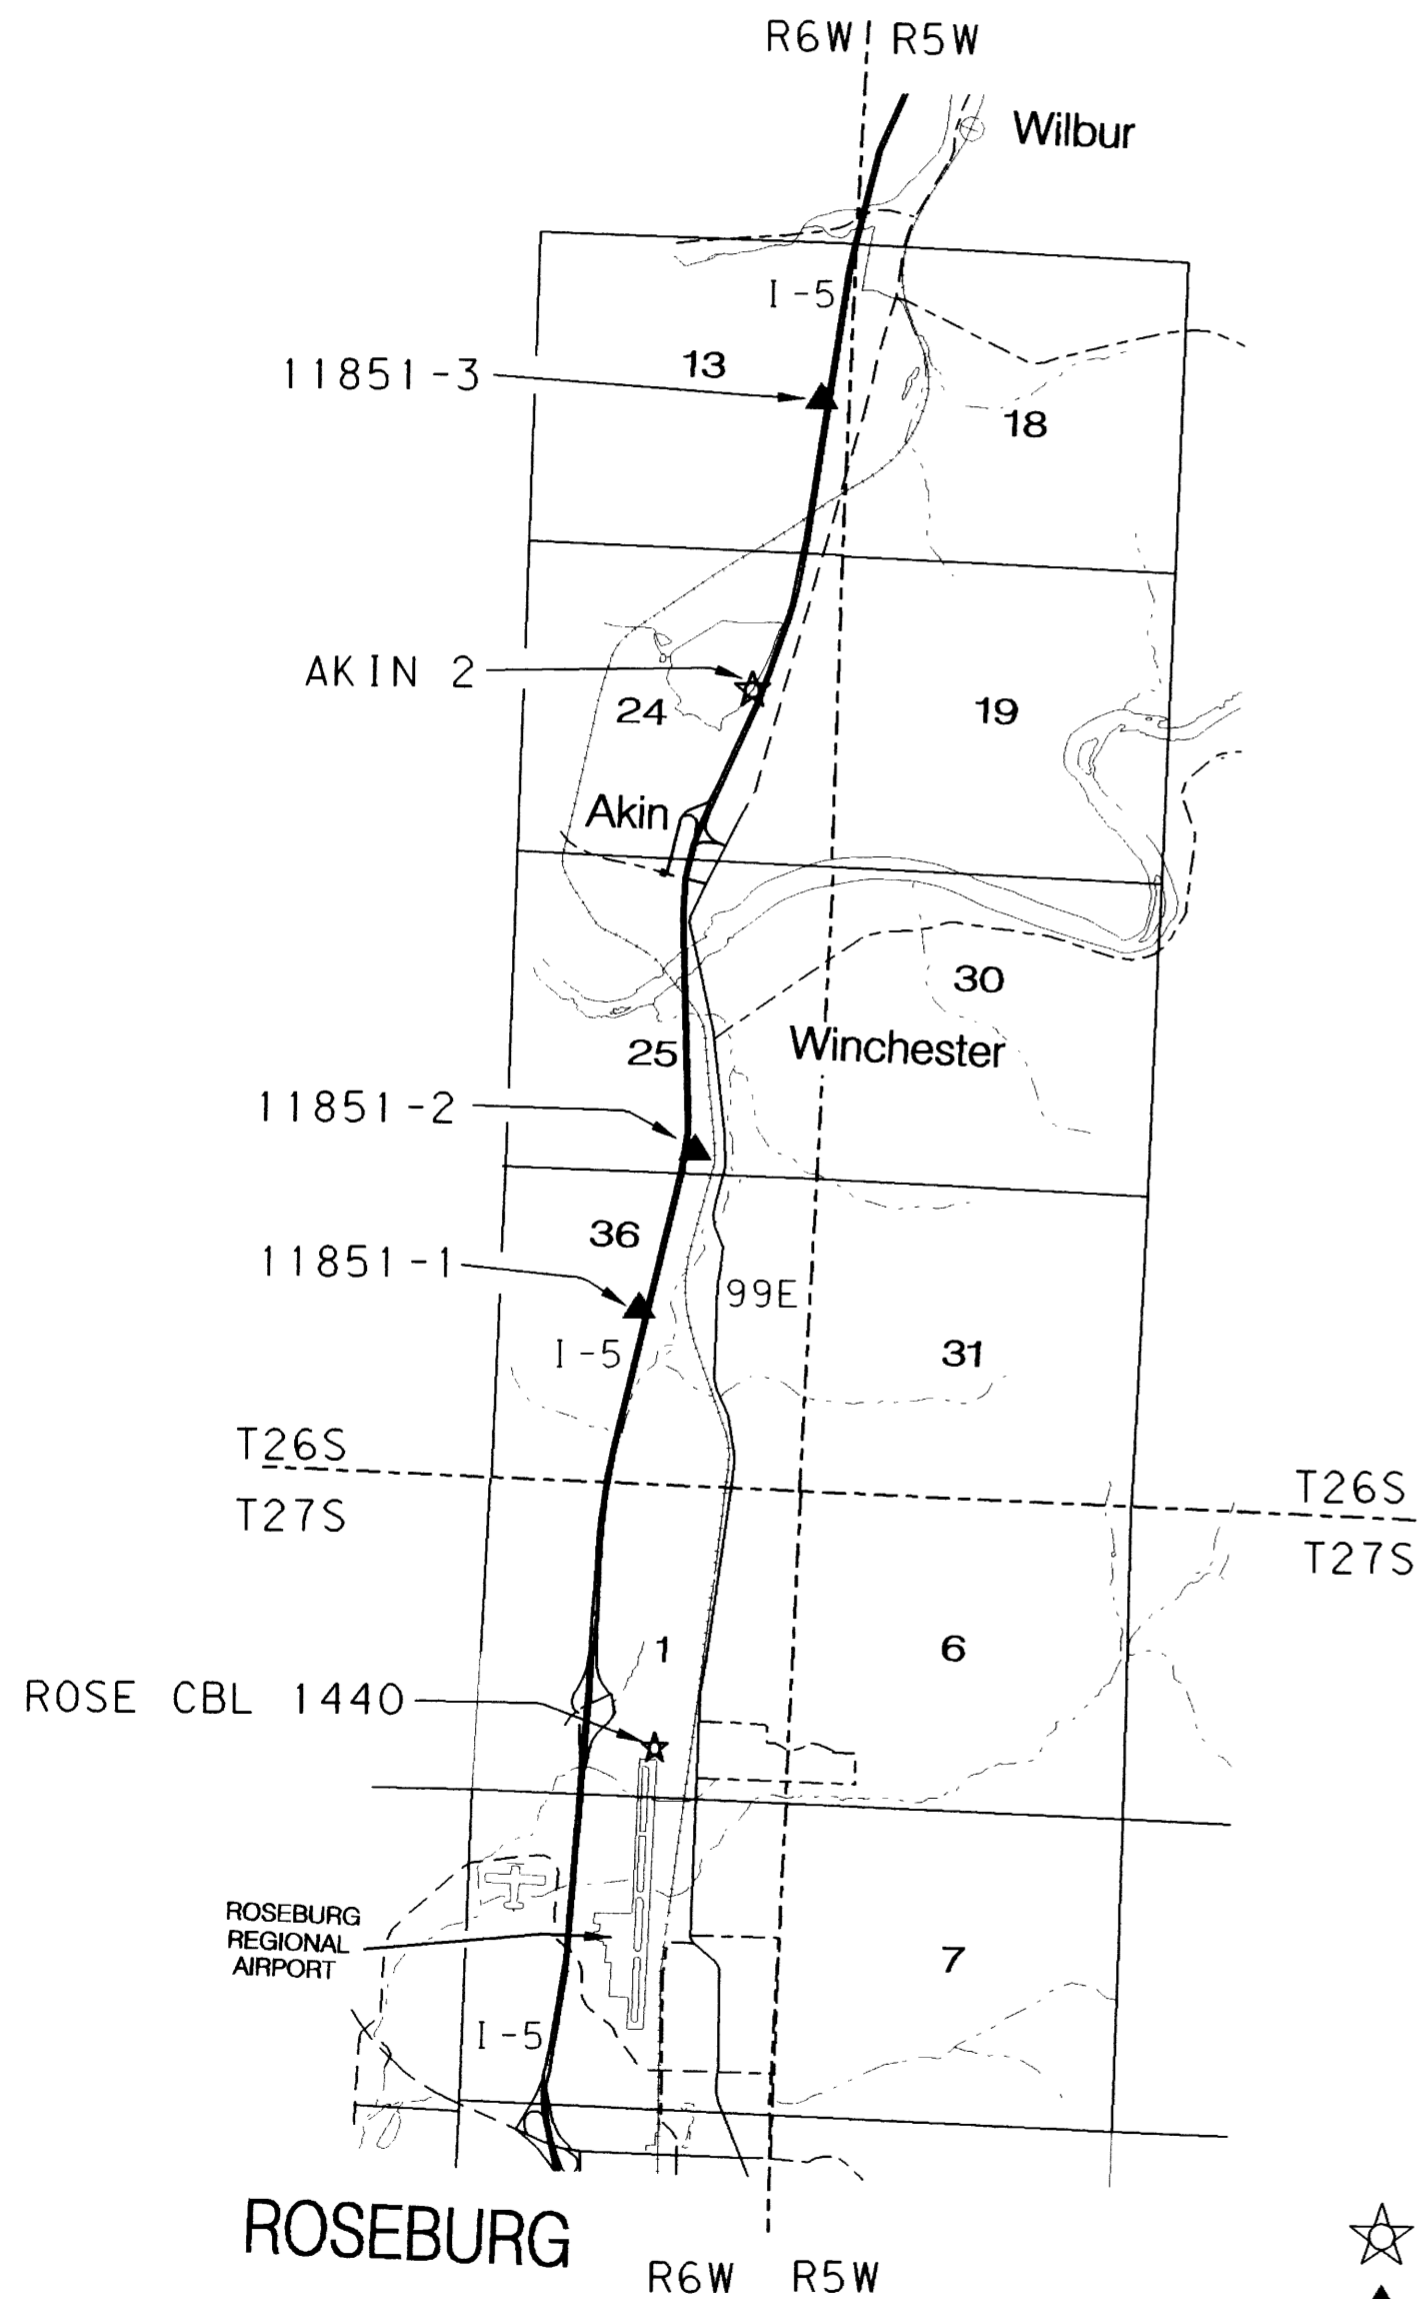 R6W R5W
Wilbur
I-5
13
11851-3
18
AKIN 2
24
19
Akin
30
25
Winchester
11851-2
36
11851-1
99E
I-5
31
T26S
T26S
T27S
T27S
1
6
ROSE CBL 1440
ROSEBURG
REGIONAL
AIRPORT
7
I-5
ROSEBURG
R6W R5W